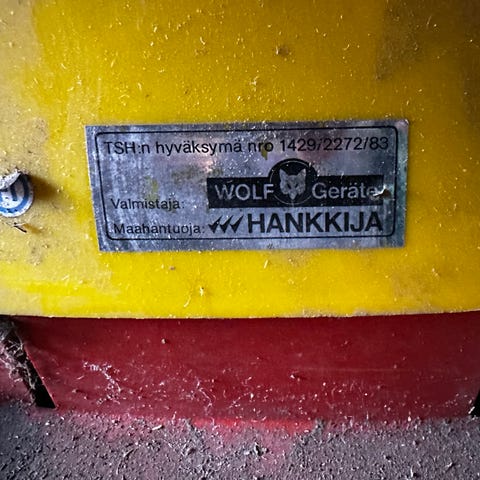 TSH:n hyväksymä nro 1429/2272/83
Valmistaja: WOLF Geräte
Maahantuoja: HANKKIJA